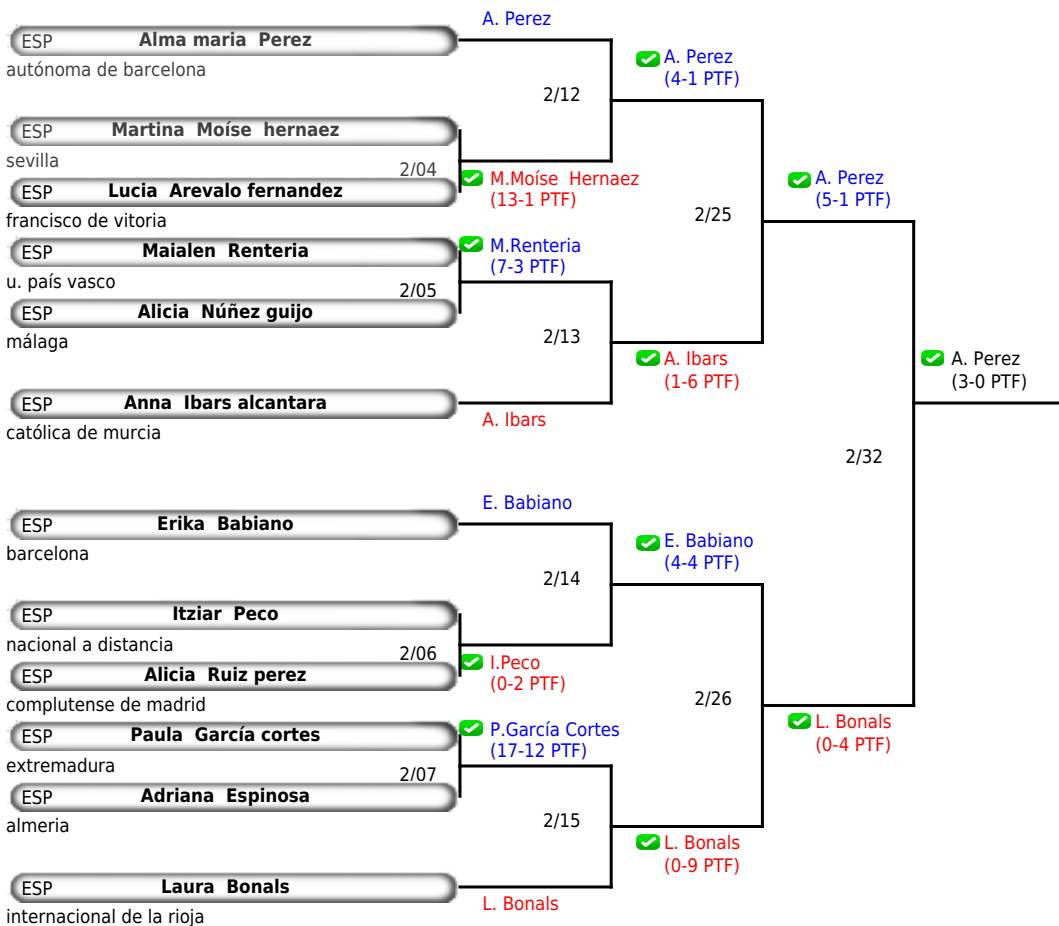 A. Perez
ESP Alma maria Perez
autónoma de barcelona
A. Perez
(4-1 PTF)
2/12
ESP Martina Moíse hernaez
sevilla
2/04
M.Moíse Hernaez
(13-1 PTF)
ESP Lucia Arevalo fernandez
francisco de vitoria
A. Perez
(5-1 PTF)
2/25
ESP Maialen Renteria
u. país vasco
M.Renteria
(7-3 PTF)
2/05
ESP Alicia Núñez guijo
málaga
2/13
A. Ibars
(1-6 PTF)
A. Perez
(3-0 PTF)
ESP Anna Ibars alcantara
católica de murcia
A. Ibars
2/32
E. Babiano
ESP Erika Babiano
barcelona
E. Babiano
(4-4 PTF)
2/14
ESP Itziar Peco
nacional a distancia
2/06
I.Peco
(0-2 PTF)
ESP Alicia Ruiz perez
complutense de madrid
2/26
L. Bonals
(0-4 PTF)
ESP Paula García cortes
extremadura
P.García Cortes
(17-12 PTF)
2/07
ESP Adriana Espinosa
almeria
2/15
L. Bonals
(0-9 PTF)
ESP Laura Bonals
internacional de la rioja
L. Bonals